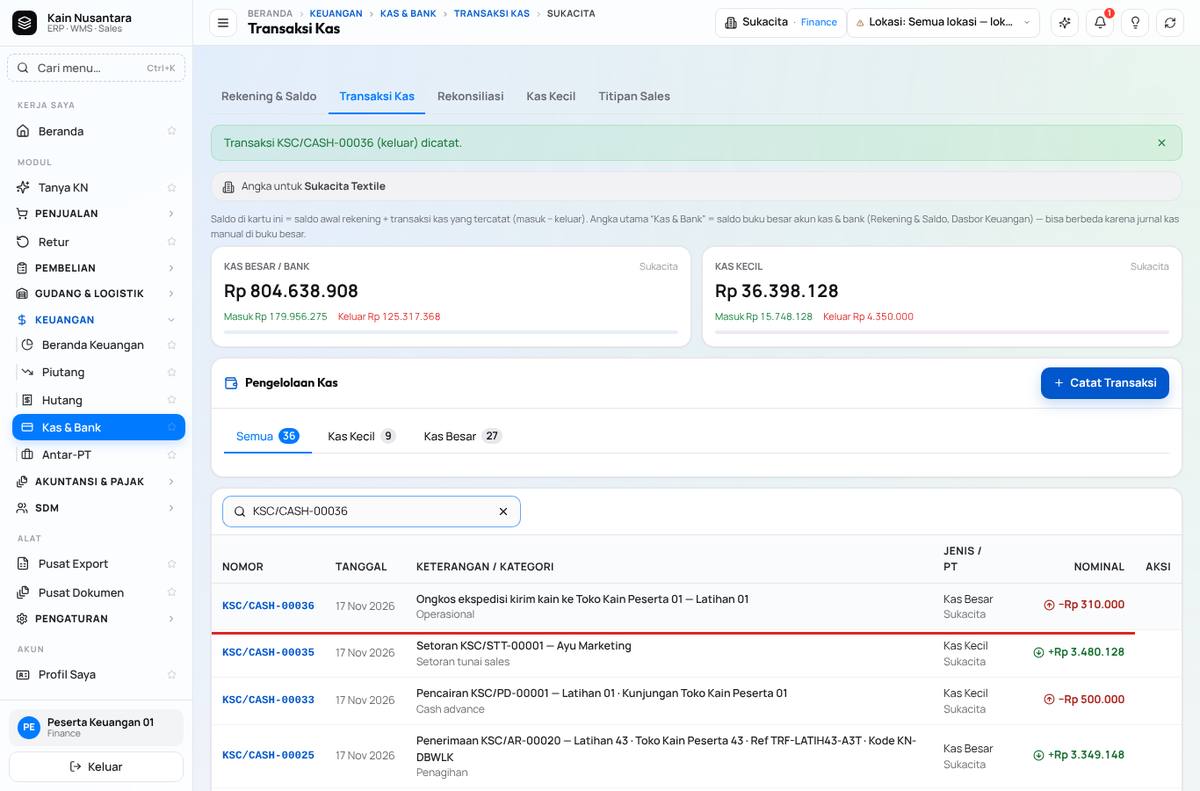 Kain Nusantara
ERP · WMS · Sales
Cari menu... Ctrl+K
KERJA SAYA
Beranda
MODUL
Tanya KN
PENJUALAN
Retur
PEMBELIAN
GUDANG & LOGISTIK
KEUANGAN
Beranda Keuangan
Piutang
Hutang
Kas & Bank
Antar-PT
AKUNTANSI & PAJAK
SDM
ALAT
Pusat Export
Pusat Dokumen
PENGATURAN
AKUN
Profil Saya
PE Peserta Keuangan 01
Finance
Keluar
BERANDA > KEUANGAN > KAS & BANK > TRANSAKSI KAS > SUKACITA
Transaksi Kas
Sukacita · Finance
Lokasi: Semua lokasi — lok...
1
Rekening & Saldo Transaksi Kas Rekonsiliasi Kas Kecil Titipan Sales
Transaksi KSC/CASH-00036 (keluar) dicatat.
Angka untuk Sukacita Textile
Saldo di kartu ini = saldo awal rekening + transaksi kas yang tercatat (masuk − keluar). Angka utama "Kas & Bank" = saldo buku besar akun kas & bank (Rekening & Saldo, Dasbor Keuangan) — bisa berbeda karena jurnal kas
manual di buku besar.
KAS BESAR / BANK Sukacita
Rp 804.638.908
Masuk Rp 179.956.275 Keluar Rp 125.317.368
KAS KECIL Sukacita
Rp 36.398.128
Masuk Rp 15.748.128 Keluar Rp 4.350.000
Pengelolaan Kas
+ Catat Transaksi
Semua 36 Kas Kecil 9 Kas Besar 27
KSC/CASH-00036
NOMOR TANGGAL KETERANGAN / KATEGORI JENIS / PT NOMINAL AKSI
KSC/CASH-00036 17 Nov 2026 Ongkos ekspedisi kirim kain ke Toko Kain Peserta 01 — Latihan 01 Kas Besar −Rp 310.000
Operasional Sukacita
KSC/CASH-00035 17 Nov 2026 Setoran KSC/STT-00001 — Ayu Marketing Kas Kecil +Rp 3.480.128
Setoran tunai sales Sukacita
KSC/CASH-00033 17 Nov 2026 Pencairan KSC/PD-00001 — Latihan 01 · Kunjungan Toko Kain Peserta 01 Kas Kecil −Rp 500.000
Cash advance Sukacita
KSC/CASH-00025 17 Nov 2026 Penerimaan KSC/AR-00020 — Latihan 43 · Toko Kain Peserta 43 · Ref TRF-LATIH43-A3T · Kode KN-
DBWLK Kas Besar +Rp 3.349.148
Penagihan Sukacita